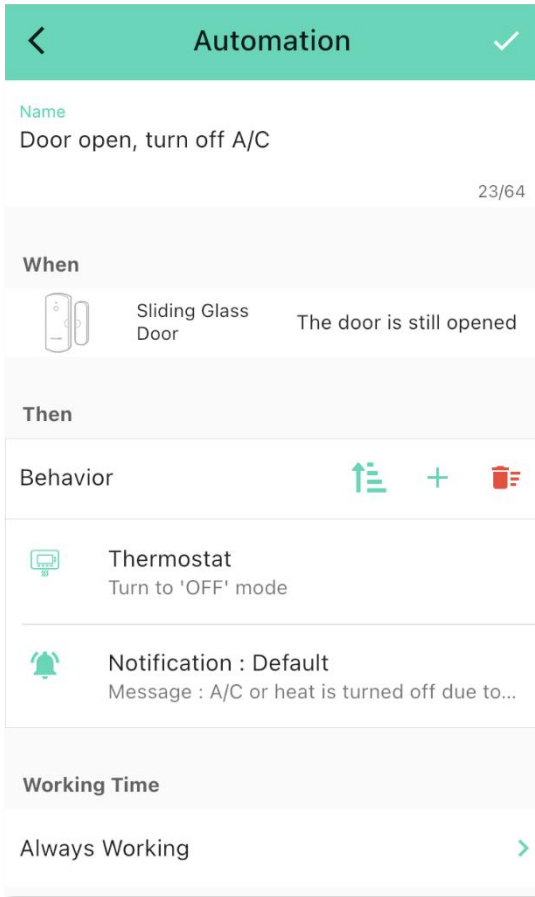 Automation
Name
Door open, turn off A/C
23/64
When
Sliding Glass
Door
The door is still opened
Then
Behavior
Thermostat
Turn to 'OFF' mode
Notification : Default
Message : A/C or heat is turned off due to...
Working Time
Always Working